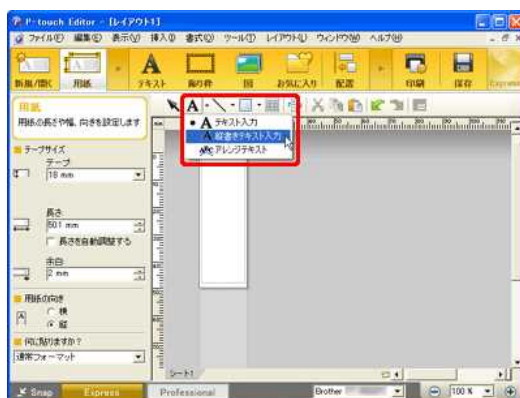 P-touch Editor - [レイアウト1]
ファイル(F) 編集(E) 表示(V) 挿入(I) 書式(O) ツール(T) レイアウト(L) ウィンドウ(W) ヘルプ(H)
新規/開く 用紙 テキスト 飾り枠 図 お気に入り 配置 印刷 保存 Express
用紙
用紙の長さや幅、向きを設定します
テキスト入力
縦書きテキスト入力
アレンジテキスト
テープサイズ
テープ
18 mm
長さ
501 mm
長さを自動調整する
余白
2 mm
用紙の向き
横
縦
何に貼りますか?
通常フォーマット
シート1
Snap Express Professional Brother 100 %